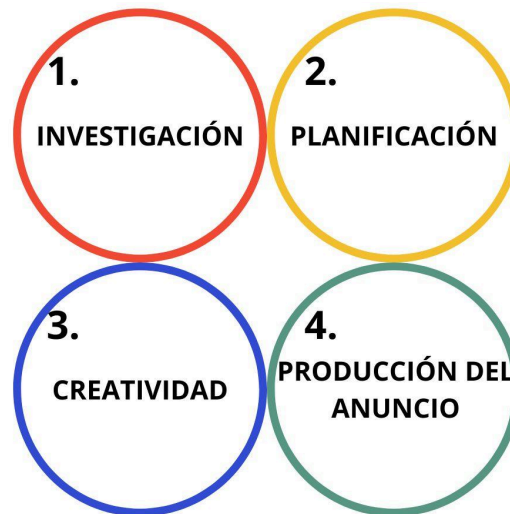 1.
INVESTIGACIÓN
2.
PLANIFICACIÓN
3.
CREATIVIDAD
4.
PRODUCCIÓN DEL
ANUNCIO